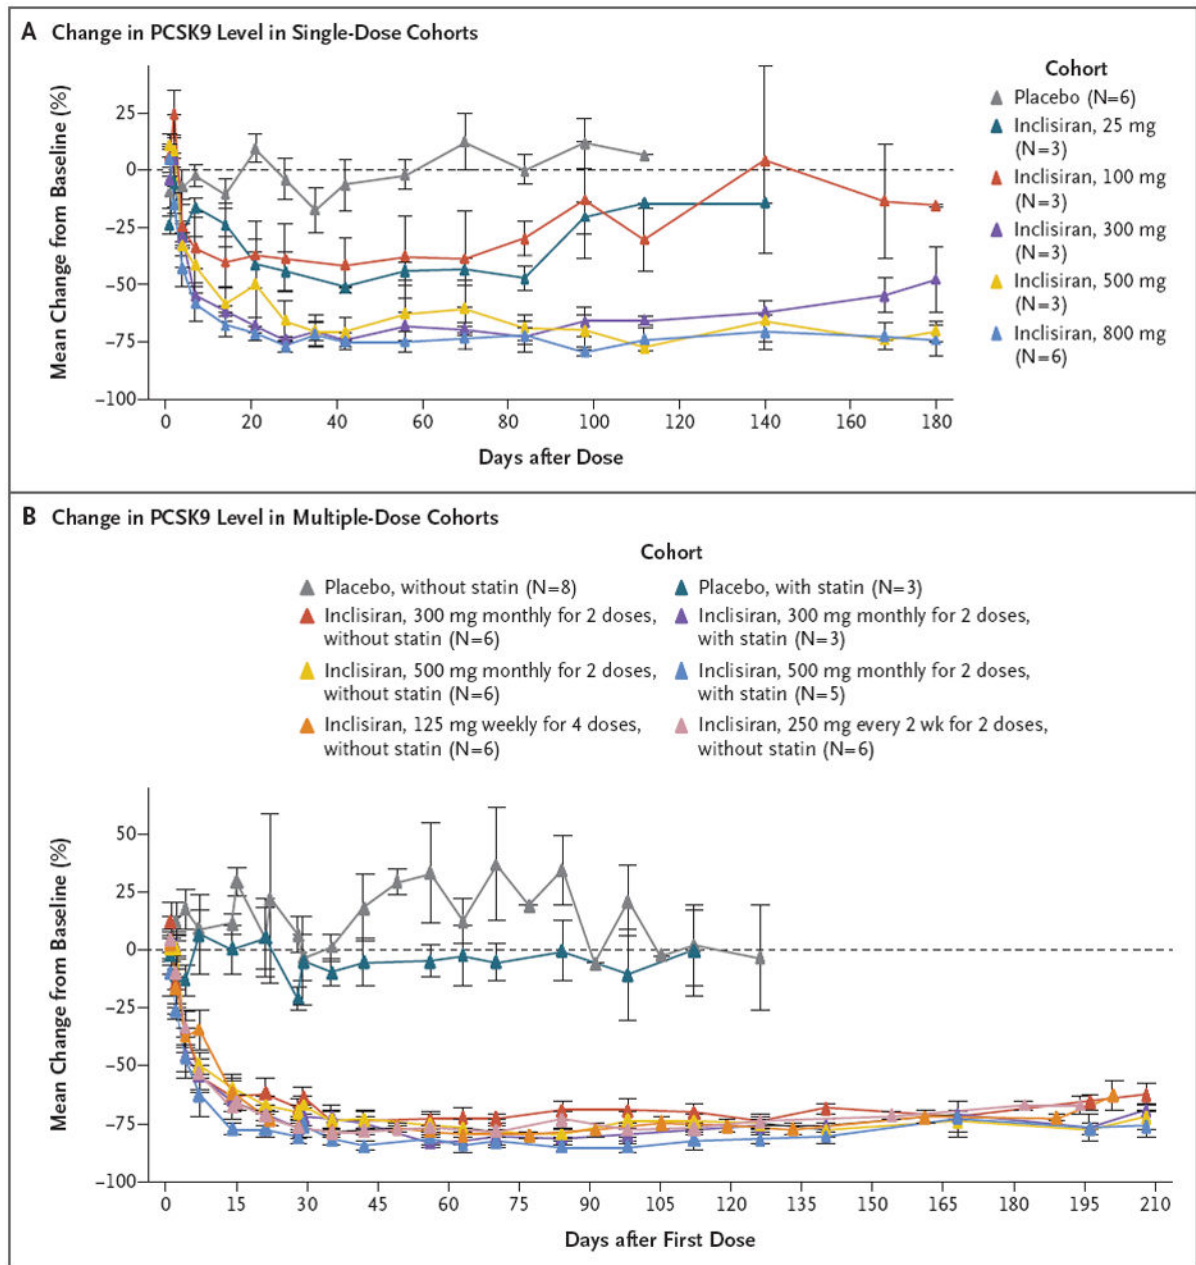 A Change in PCSK9 Level in Single-Dose Cohorts
Mean Change from Baseline (%)
25
0
−25
−50
−75
−100
0 20 40 60 80 100 120 140 160 180
Days after Dose
Cohort
Placebo (N=6)
Inclisiran, 25 mg
(N=3)
Inclisiran, 100 mg
(N=3)
Inclisiran, 300 mg
(N=3)
Inclisiran, 500 mg
(N=3)
Inclisiran, 800 mg
(N=6)
B Change in PCSK9 Level in Multiple-Dose Cohorts
Cohort
Placebo, without statin (N=8)
Inclisiran, 300 mg monthly for 2 doses,
without statin (N=6)
Inclisiran, 500 mg monthly for 2 doses,
without statin (N=6)
Inclisiran, 125 mg weekly for 4 doses,
without statin (N=6)
Placebo, with statin (N=3)
Inclisiran, 300 mg monthly for 2 doses,
with statin (N=3)
Inclisiran, 500 mg monthly for 2 doses,
with statin (N=5)
Inclisiran, 250 mg every 2 wk for 2 doses,
without statin (N=6)
Mean Change from Baseline (%)
50
25
0
−25
−50
−75
−100
0 15 30 45 60 75 90 105 120 135 140 165 180 195 210
Days after First Dose